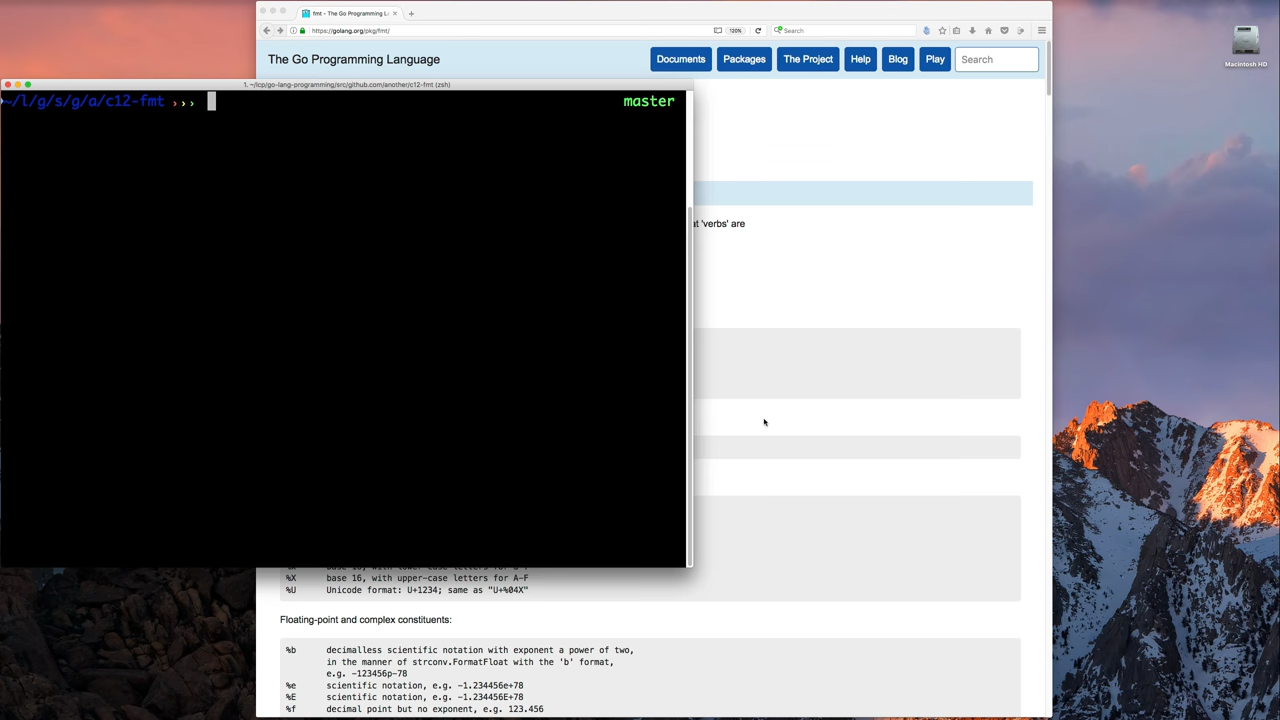 fmt - The Go Programming La
https://golang.org/pkg/fmt/
120%
Search
The Go Programming Language
Documents
Packages
The Project
Help
Blog
Play
Search
Macintosh HD
1. ~/lcp/go-lang-programming/src/github.com/another/c12-fmt (zsh)
~/l/g/s/g/a/c12-fmt ❯❯❯
master
'verbs' are
%X base 16, with upper-case letters for A-F
%U Unicode format: U+1234; same as "U+%04X"
Floating-point and complex constituents:
%b decimalless scientific notation with exponent a power of two,
in the manner of strconv.FormatFloat with the 'b' format,
e.g. -123456p-78
%e scientific notation, e.g. -1.234456e+78
%E scientific notation, e.g. -1.234456E+78
%f decimal point but no exponent, e.g. 123.456